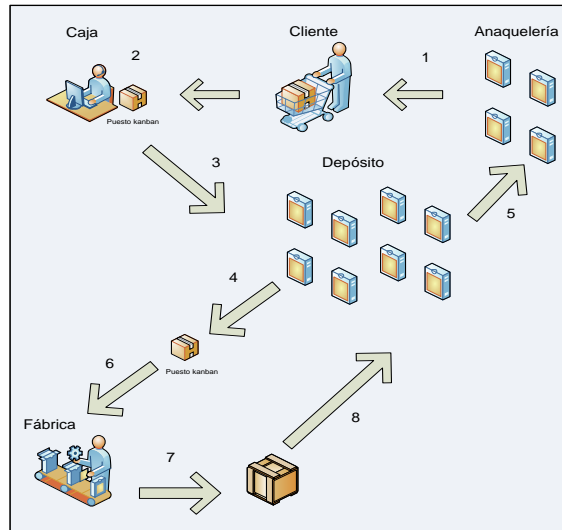 Caja
Cliente
Anaquelería
2
1
Puesto kanban
3
Depósito
5
4
6
Puesto kanban
8
Fábrica
7